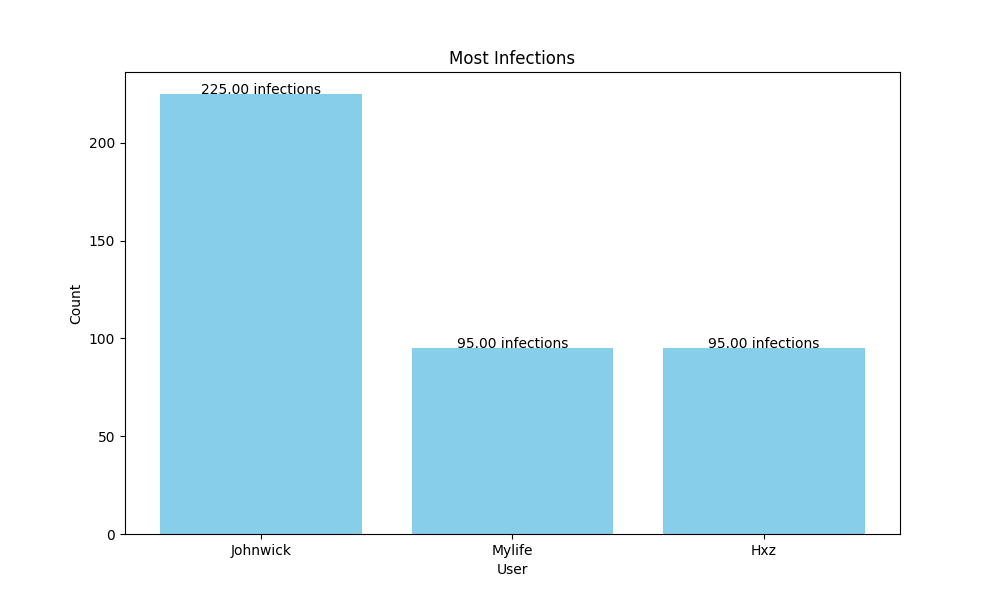 Most Infections
225.00 infections
200
150
100
50
0
Count
95.00 infections
95.00 infections
Johnwick
Mylife
Hxz
User